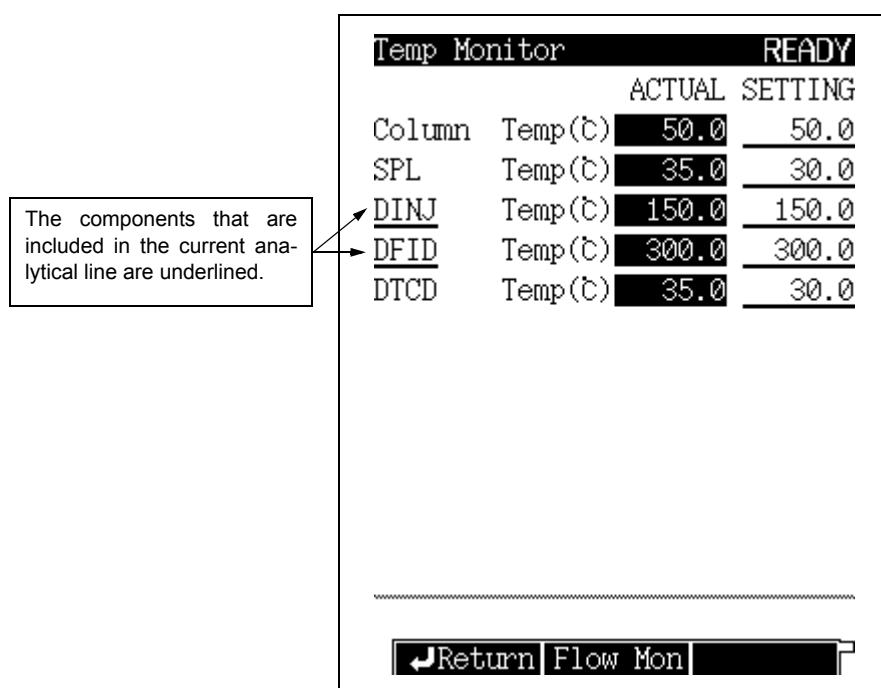 Temp Monitor READY
ACTUAL SETTING
Column Temp(℃) 50.0 50.0
SPL Temp(℃) 35.0 30.0
DINJ Temp(℃) 150.0 150.0
DFID Temp(℃) 300.0 300.0
DTCD Temp(℃) 35.0 30.0
The components that are
included in the current ana-
lytical line are underlined.
↵Return Flow Mon